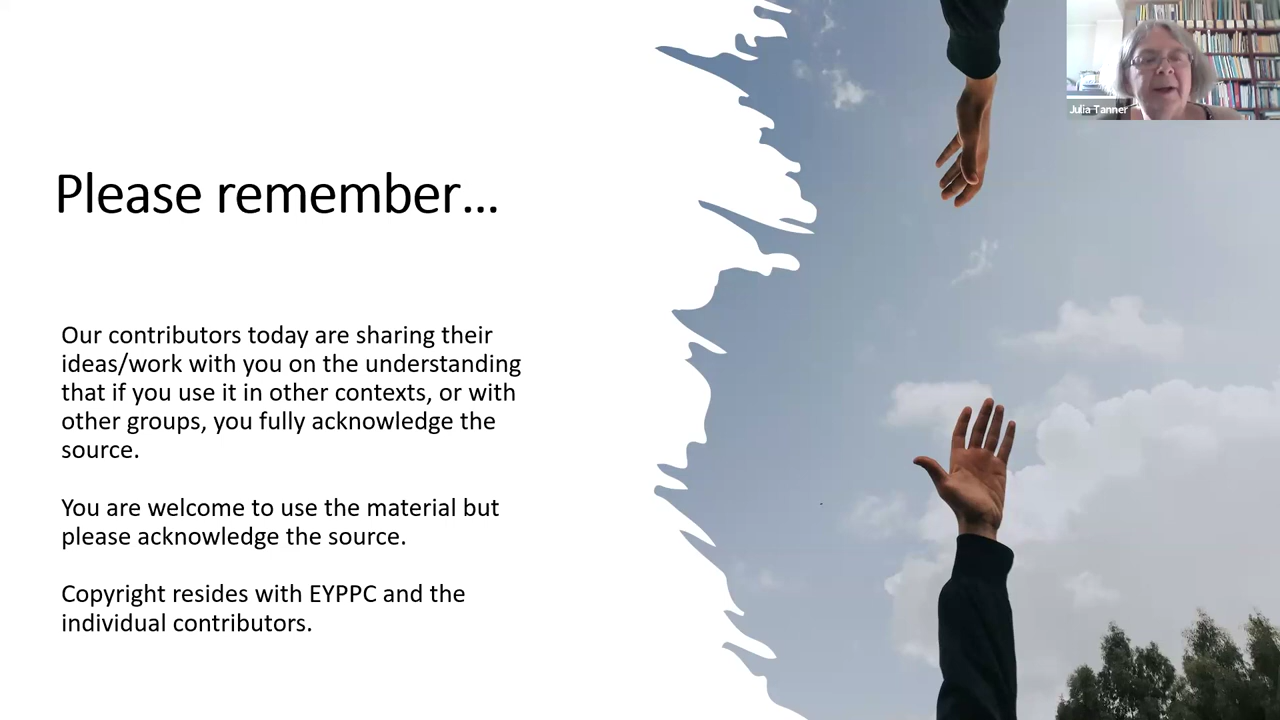 Please remember...
Julia Tanner
Our contributors today are sharing their
ideas/work with you on the understanding
that if you use it in other contexts, or with
other groups, you fully acknowledge the
source.
You are welcome to use the material but
please acknowledge the source.
Copyright resides with EYPPC and the
individual contributors.